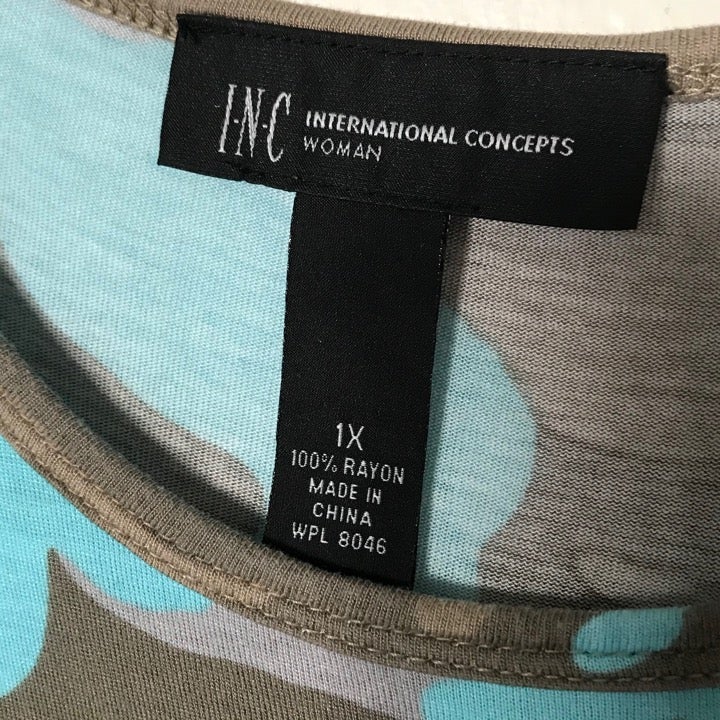 I·N·C INTERNATIONAL CONCEPTS
WOMAN
1X
100% RAYON
MADE IN
CHINA
WPL 8046